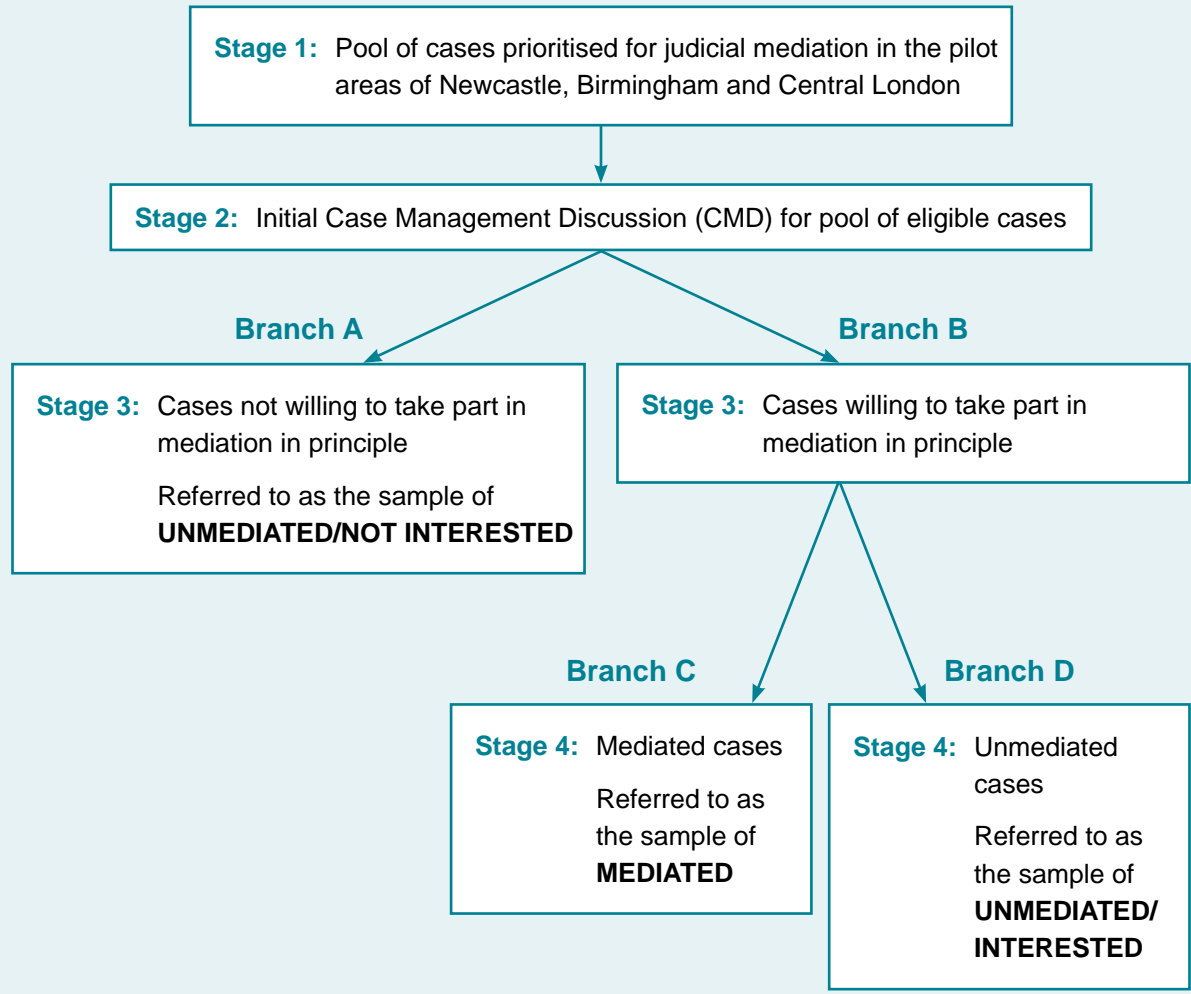 Stage 1: Pool of cases prioritised for judicial mediation in the pilot
areas of Newcastle, Birmingham and Central London
Stage 2: Initial Case Management Discussion (CMD) for pool of eligible cases
Branch A
Stage 3: Cases not willing to take part in
mediation in principle
Referred to as the sample of
UNMEDIATED/NOT INTERESTED
Branch B
Stage 3: Cases willing to take part in
mediation in principle
Branch C
Stage 4: Mediated cases
Referred to as
the sample of
MEDIATED
Branch D
Stage 4: Unmediated
cases
Referred to as
the sample of
UNMEDIATED/
INTERESTED